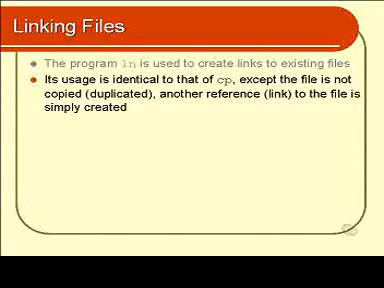 Linking Files
The program ln is used to create links to existing files
Its usage is identical to that of cp, except the file is not
copied (duplicated), another reference (link) to the file is
simply created